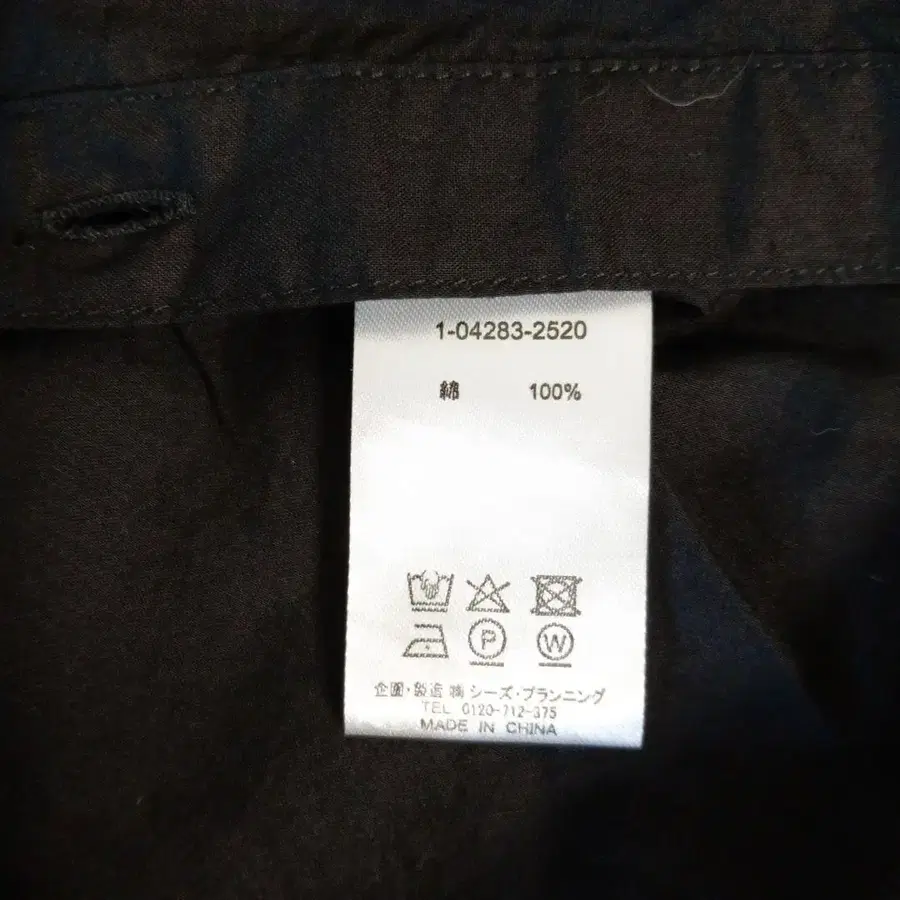 1-04283-2520
綿 100%
P W
企画・製造 ㈱シーズ・プランニング
TEL 0120-712-375
MADE IN CHINA